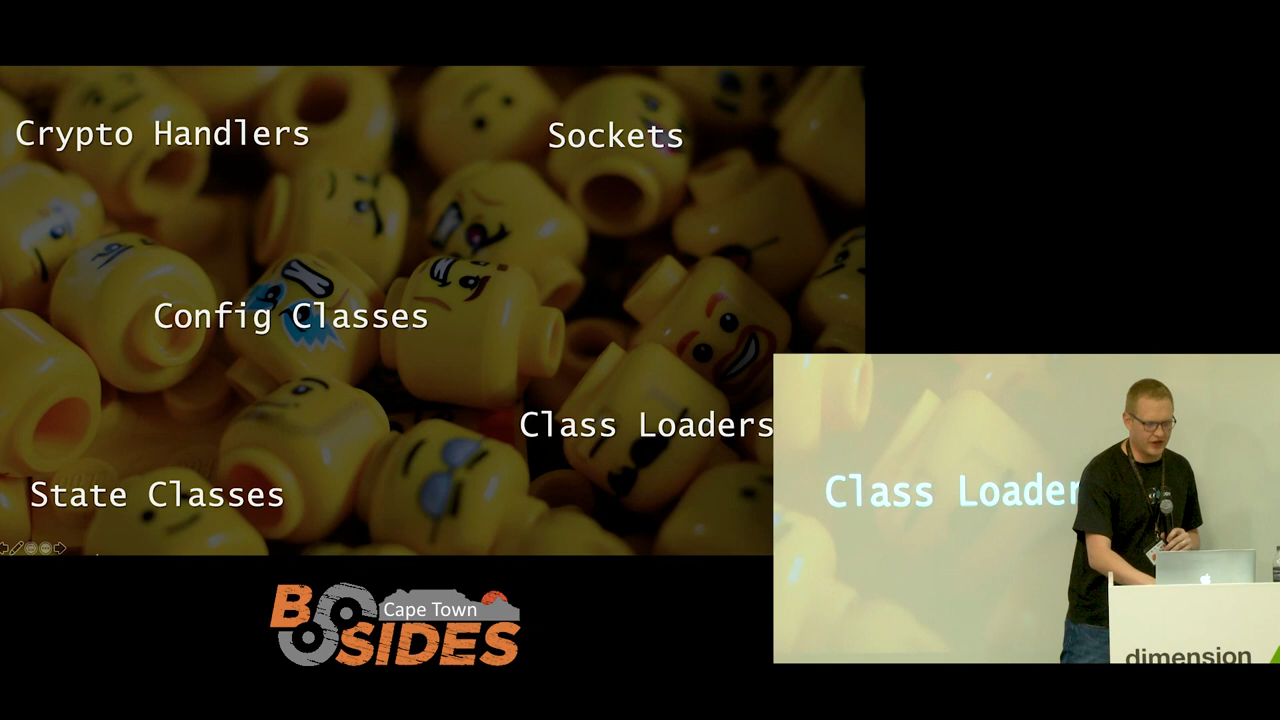 Crypto Handlers
Sockets
Config Classes
Class Loaders
State Classes
BSIDES
Cape Town
Class Loader
dimension